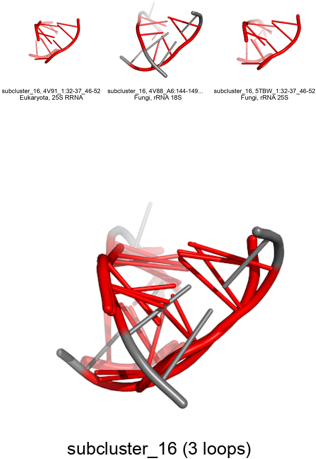 subcluster_16, 4V91_1:32-37_46-52
Eukaryota, 25S RRNA
subcluster_16, 4V88_A6:144-149...
Fungi, rRNA 18S
subcluster_16, 5TBW_1:32-37_46-52
Fungi, rRNA 25S
subcluster_16 (3 loops)